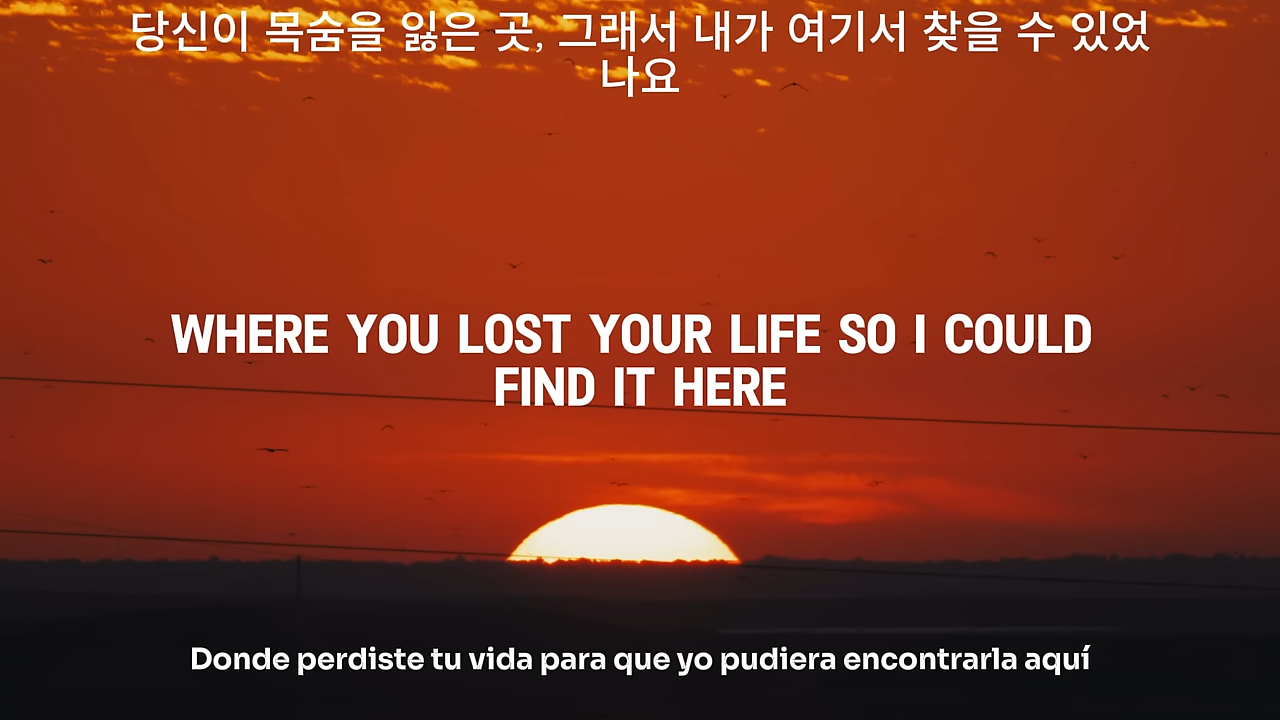 당신이 목숨을 잃은 곳, 그래서 내가 여기서 찾을 수 있었
나요
WHERE YOU LOST YOUR LIFE SO I COULD
FIND IT HERE
Donde perdiste tu vida para que yo pudiera encontrarla aquí